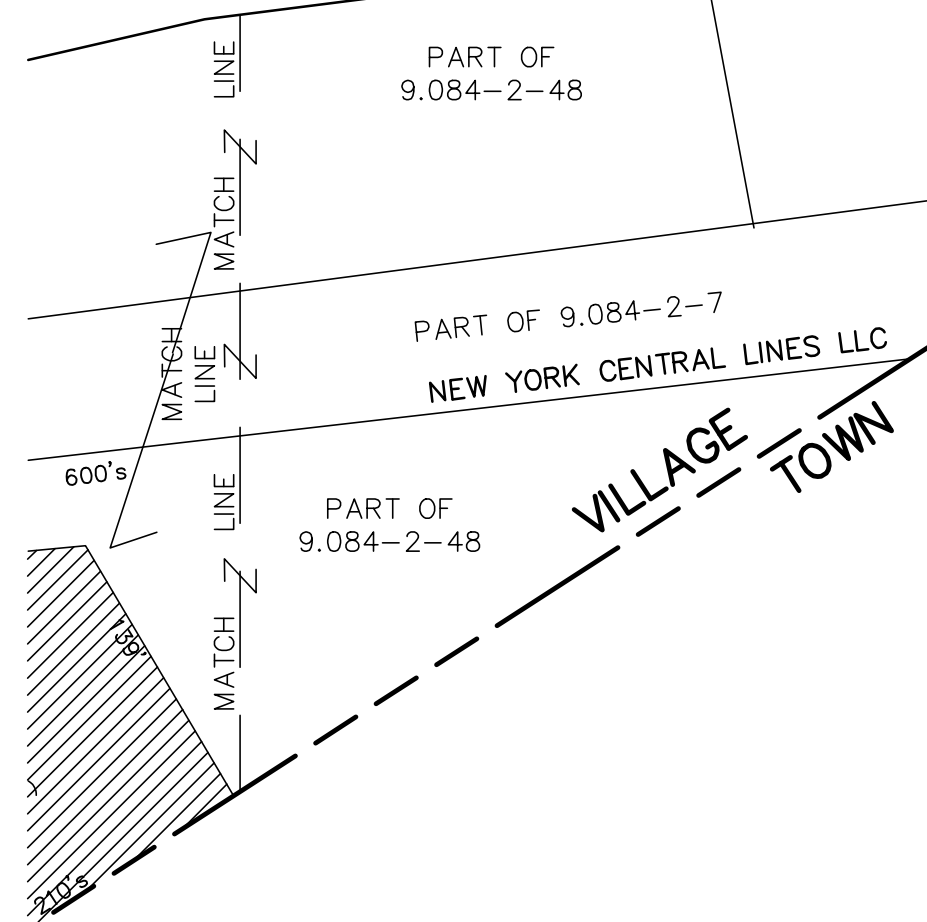 LINE
PART OF
9.084-2-48
MATCH
MATCH
LINE
PART OF 9.084-2-7
NEW YORK CENTRAL LINES LLC
VILLAGE
TOWN
600's
LINE
PART OF
9.084-2-48
MATCH
139'
210's